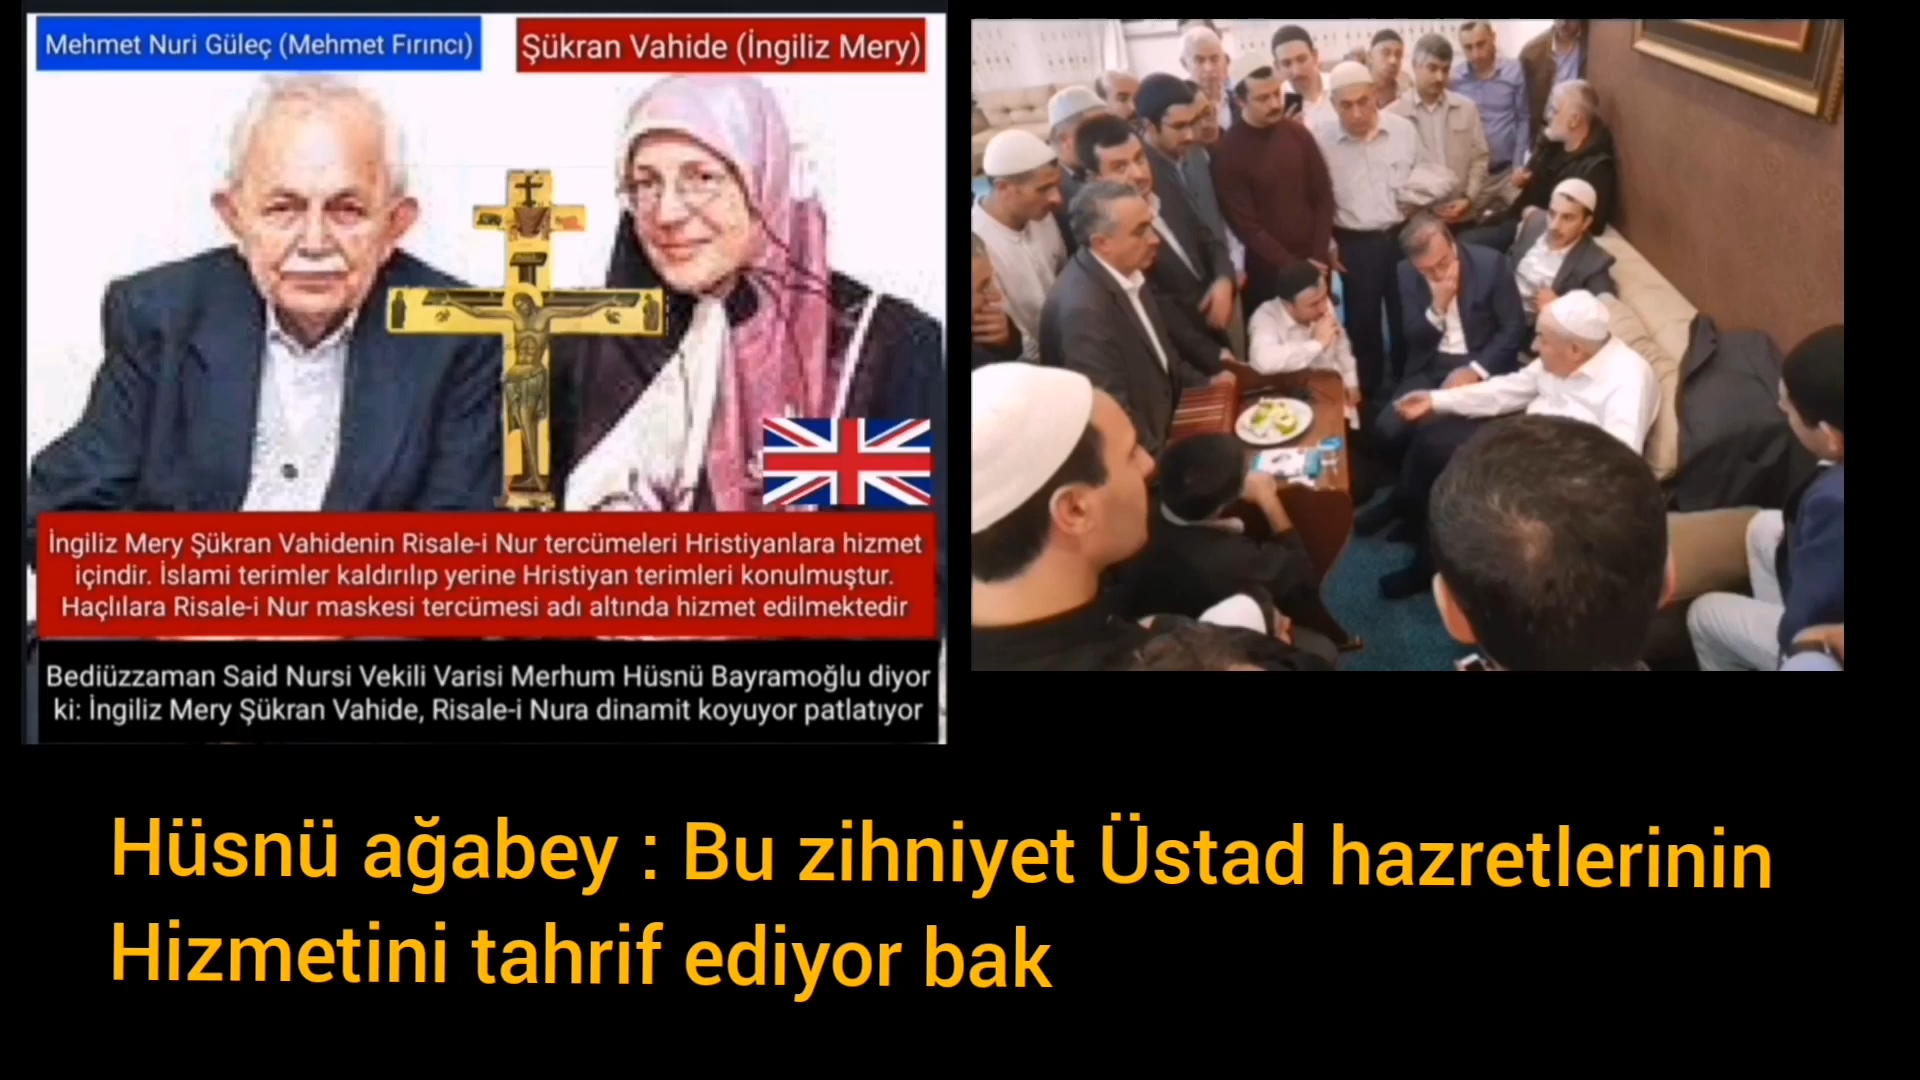 Mehmet Nuri Güleç (Mehmet Fırıncı)
Şükran Vahide (İngiliz Mery)
İngiliz Mery Şükran Vahidenin Risale-i Nur tercümeleri Hristiyanlara hizmet
içindir. İslami terimler kaldırılıp yerine Hristiyan terimleri konulmuştur.
Haçlılara Risale-i Nur maskesi tercümesi adı altında hizmet edilmektedir
Bediüzzaman Said Nursi Vekili Varisi Merhum Hüsnü Bayramoğlu diyor
ki: İngiliz Mery Şükran Vahide, Risale-i Nura dinamit koyuyor patlatıyor
Hüsnü ağabey : Bu zihniyet Üstad hazretlerinin
Hizmetini tahrif ediyor bak